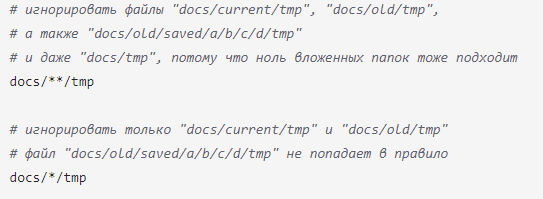 # игнорировать файлы "docs/current/tmp", "docs/old/tmp",
# а также "docs/old/saved/a/b/c/d/tmp"
# и даже "docs/tmp", потому что ноль вложенных папок тоже подходит
docs/**/tmp
# игнорировать только "docs/current/tmp" и "docs/old/tmp"
# файл "docs/old/saved/a/b/c/d/tmp" не попадает в правило
docs/*/tmp